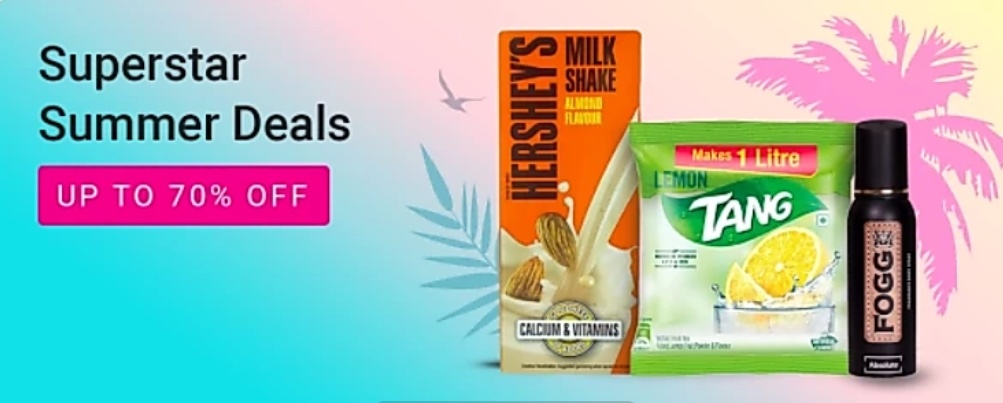 Superstar
Summer Deals
UP TO 70% OFF
HERSHEY'S
MILK
SHAKE
ALMOND
FLAVOUR
CALCIUM & VITAMINS
Makes 1 Litre
LEMON
TANG
FOGG
Absolute